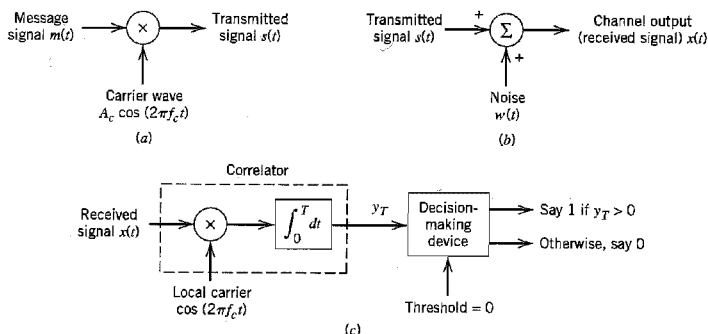 Message
signal m(t)
×
Transmitted
signal s(t)
Carrier wave
A_c cos (2πf_ct)
(a)
Transmitted
signal s(t)
+
Σ
+
Channel output
(received signal) x(t)
Noise
w(t)
(b)
Correlator
Received
signal x(t)
×
∫_0^T dt
y_T
Decision-
making
device
Say 1 if y_T > 0
Otherwise, say 0
Local carrier
cos (2πf_ct)
Threshold = 0
(c)